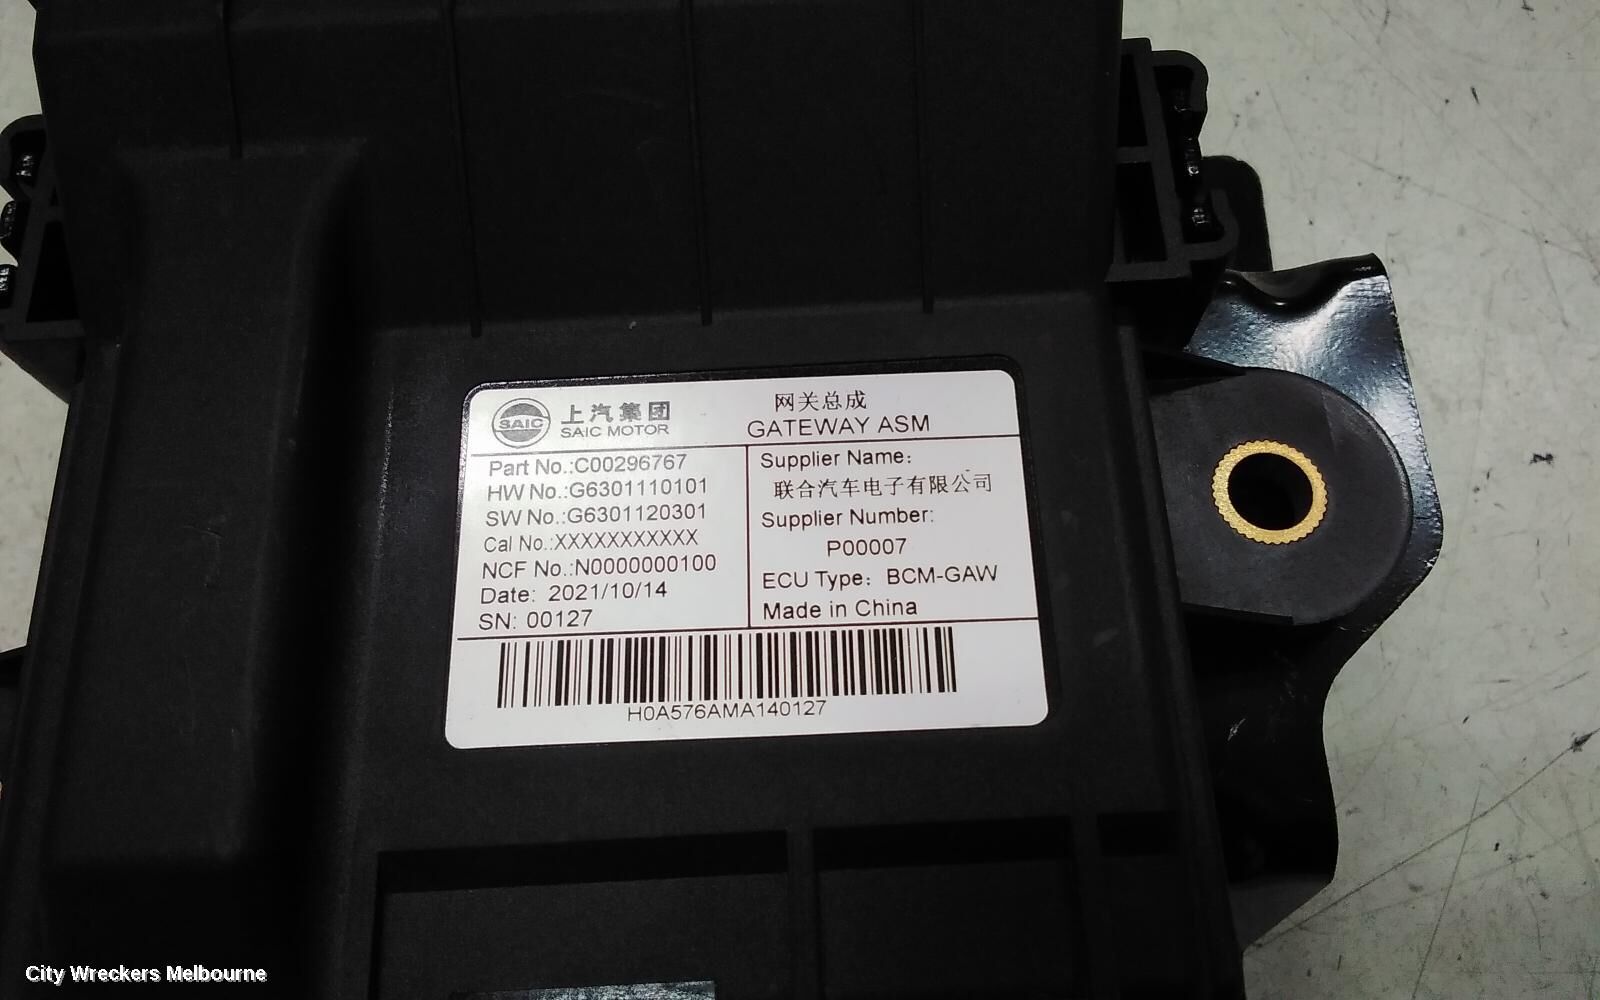 上汽集团
SAIC
SAIC MOTOR
网关总成
GATEWAY ASM
Part No.:C00296767
HW No.:G6301110101
SW No.:G6301120301
Cal No.:XXXXXXXXXXX
NCF No.:N0000000100
Date: 2021/10/14
SN: 00127
Supplier Name:
联合汽车电子有限公司
Supplier Number:
P00007
ECU Type: BCM-GAW
Made in China
H0A576AMA140127
City Wreckers Melbourne